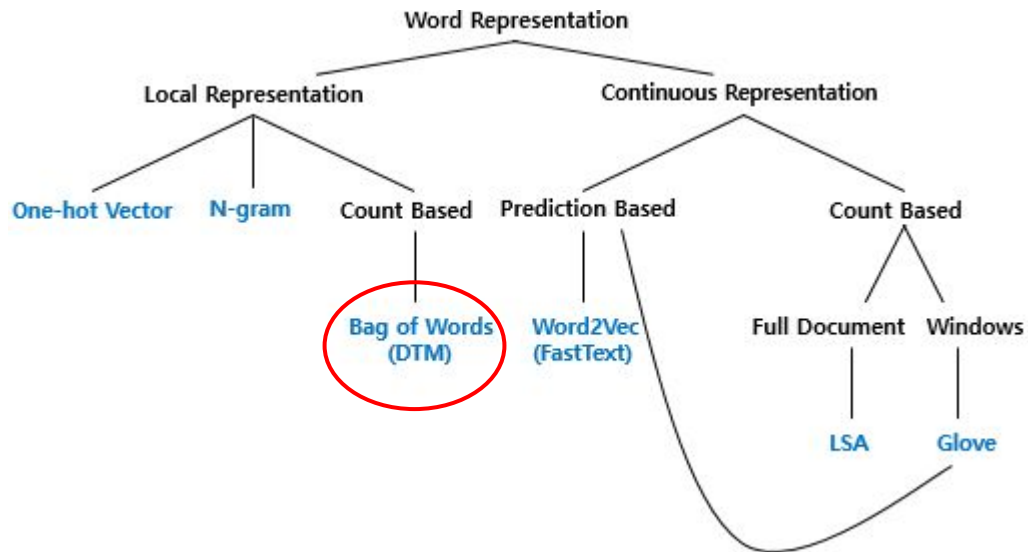 Word Representation
Local Representation
Continuous Representation
One-hot Vector
N-gram
Count Based
Prediction Based
Count Based
Bag of Words
(DTM)
Word2Vec
(FastText)
Full Document
Windows
LSA
Glove